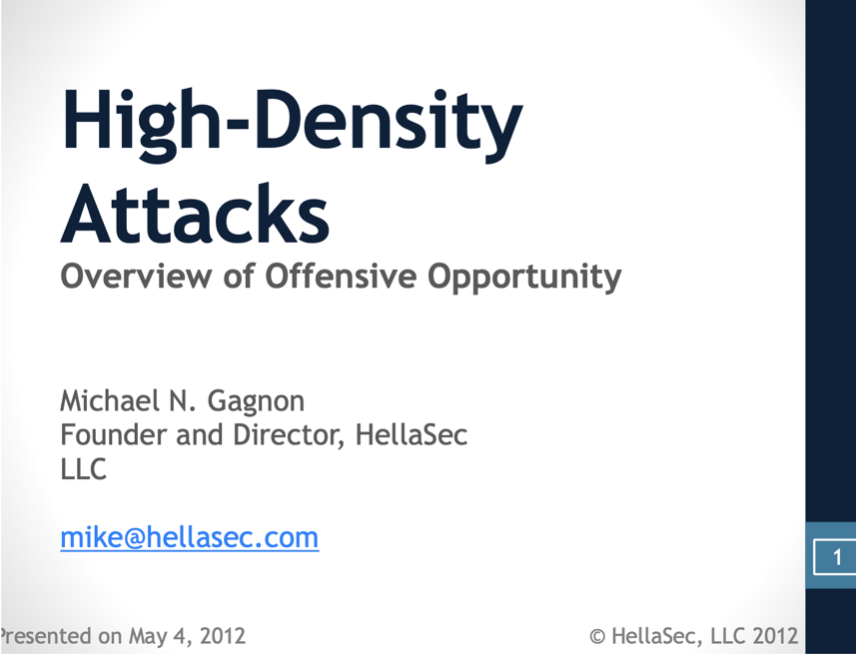 High-Density
Attacks
Overview of Offensive Opportunity
Michael N. Gagnon
Founder and Director, HellaSec
LLC
mike@hellasec.com
1
Presented on May 4, 2012
© HellaSec, LLC 2012